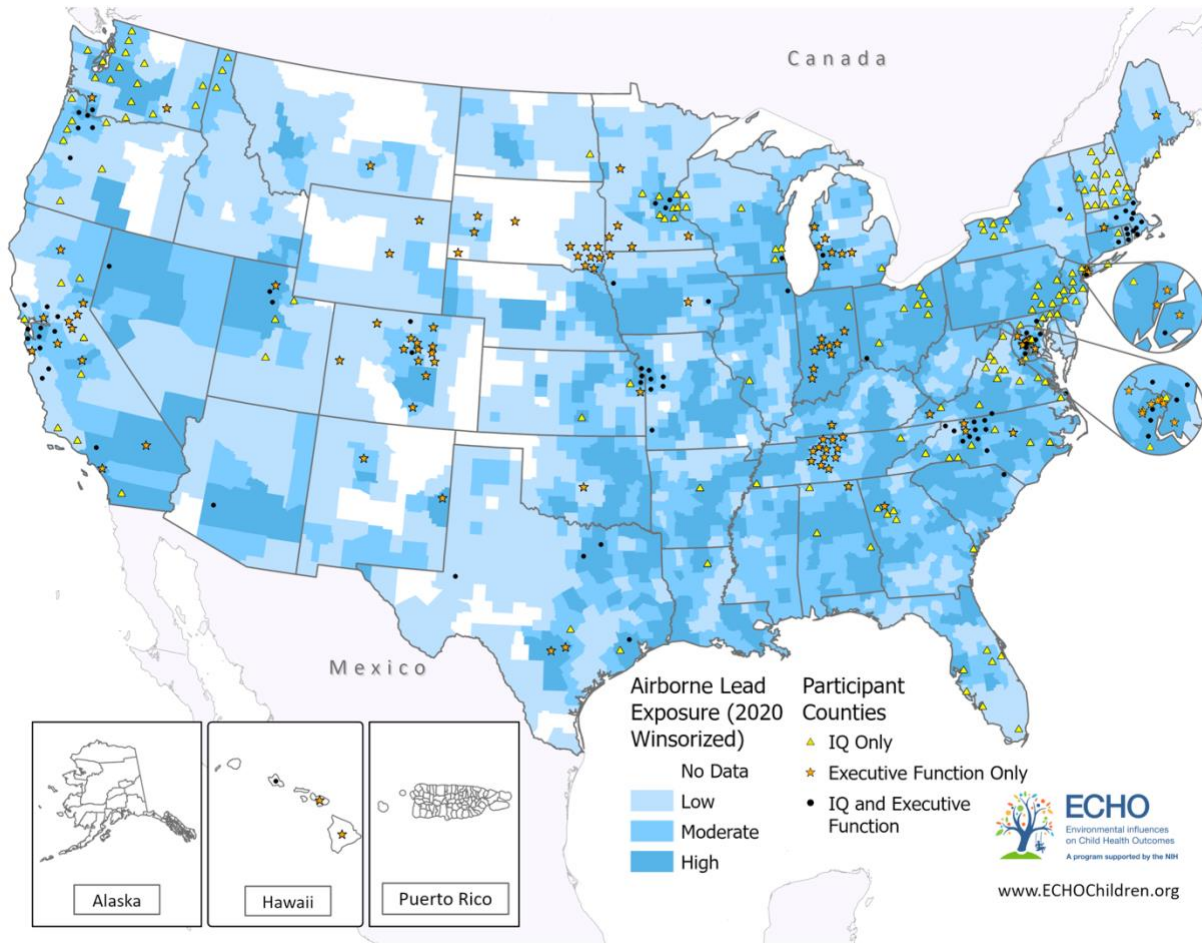 Canada
Mexico
Airborne Lead
Exposure (2020
Winsorized)
No Data
Low
Moderate
High
Participant
Counties
IQ Only
Executive Function Only
IQ and Executive
Function
Alaska
Hawaii
Puerto Rico
ECHO
Environmental influences
on Child Health Outcomes
A program supported by the NIH
www.ECHOChildren.org